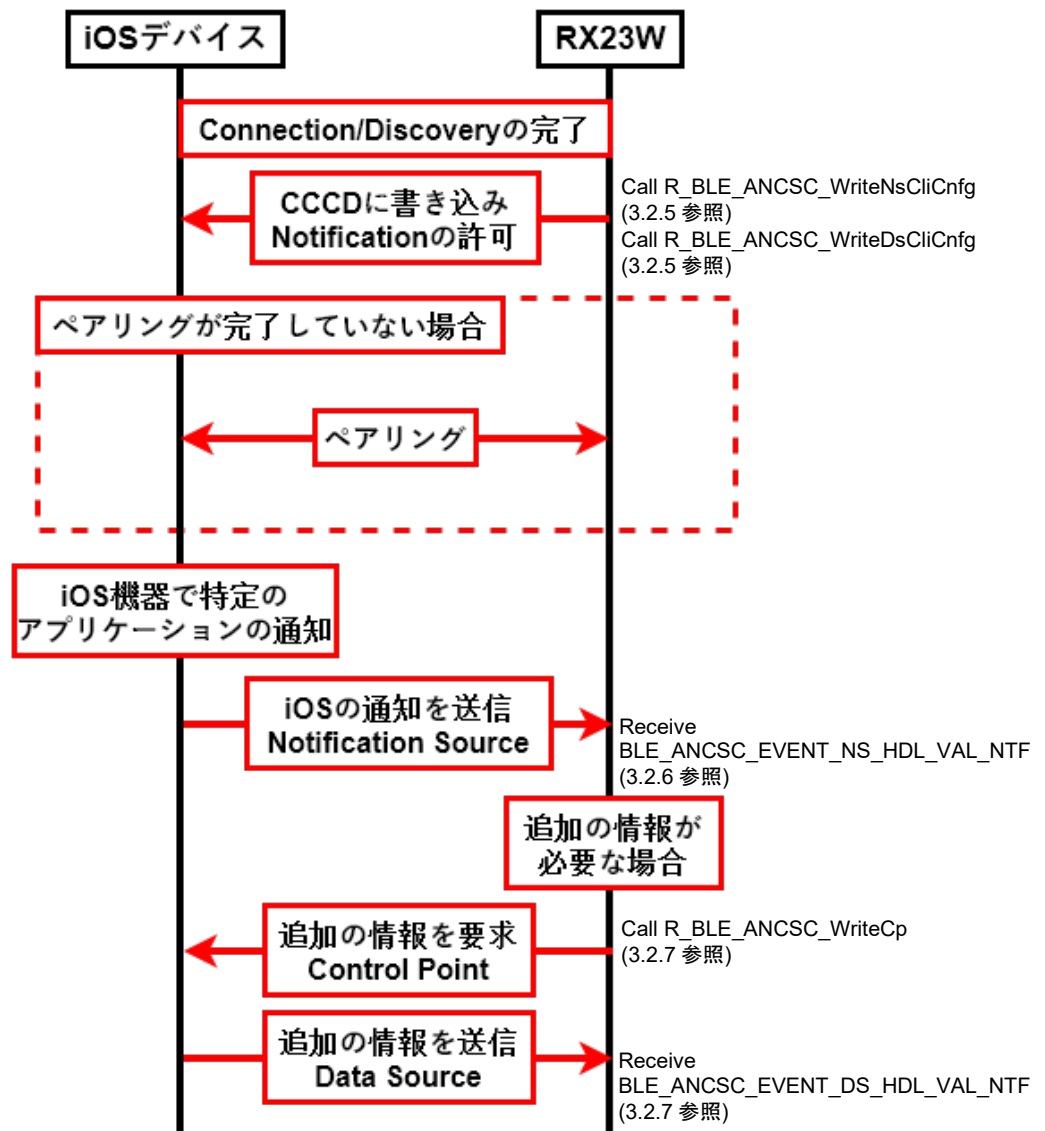 iOSデバイス
RX23W
Connection/Discoveryの完了
CCCDに書き込み
Notificationの許可
Call R_BLE_ANCSC_WriteNsCliCnfg
(3.2.5 参照)
Call R_BLE_ANCSC_WriteDsCliCnfg
(3.2.5 参照)
ペアリングが完了していない場合
ペアリング
iOS機器で特定の
アプリケーションの通知
iOSの通知を送信
Notification Source
Receive
BLE_ANCSC_EVENT_NS_HDL_VAL_NTF
(3.2.6 参照)
追加の情報が
必要な場合
追加の情報を要求
Control Point
Call R_BLE_ANCSC_WriteCp
(3.2.7 参照)
追加の情報を送信
Data Source
Receive
BLE_ANCSC_EVENT_DS_HDL_VAL_NTF
(3.2.7 参照)